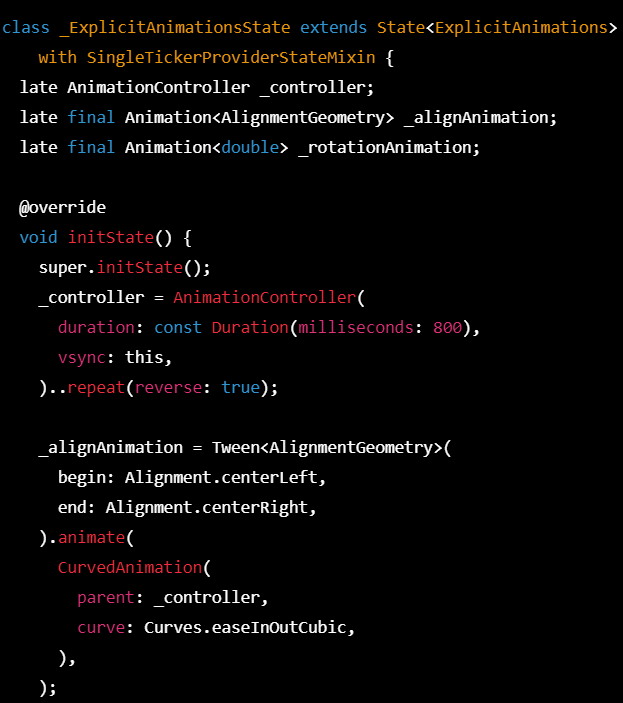 class _ExplicitAnimationsState extends State<ExplicitAnimations>
    with SingleTickerProviderStateMixin {
  late AnimationController _controller;
  late final Animation<AlignmentGeometry> _alignAnimation;
  late final Animation<double> _rotationAnimation;

  @override
  void initState() {
    super.initState();
    _controller = AnimationController(
      duration: const Duration(milliseconds: 800),
      vsync: this,
    )..repeat(reverse: true);

    _alignAnimation = Tween<AlignmentGeometry>(
      begin: Alignment.centerLeft,
      end: Alignment.centerRight,
    ).animate(
      CurvedAnimation(
        parent: _controller,
        curve: Curves.easeInOutCubic,
      ),
    );